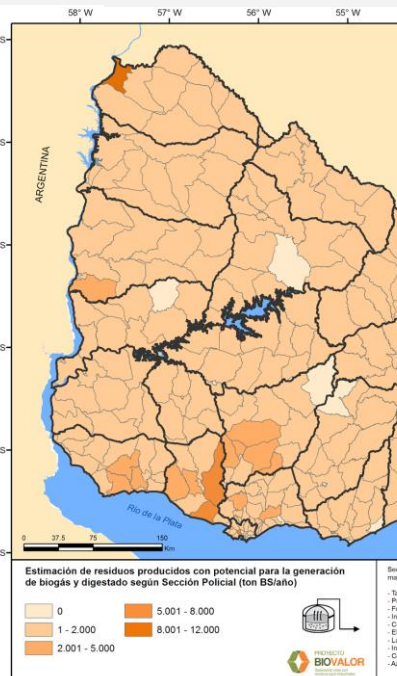 58° W 57° W 56° W 55° W
ARGENTINA
Río de la Plata
0 37.5 75 150
Km
Estimación de residuos producidos con potencial para la generación
de biogás y digestado según Sección Policial (ton BS/año)
0
1 - 2.000
2.001 - 5.000
5.001 - 8.000
8.001 - 12.000
PROYECTO
BIOVALOR